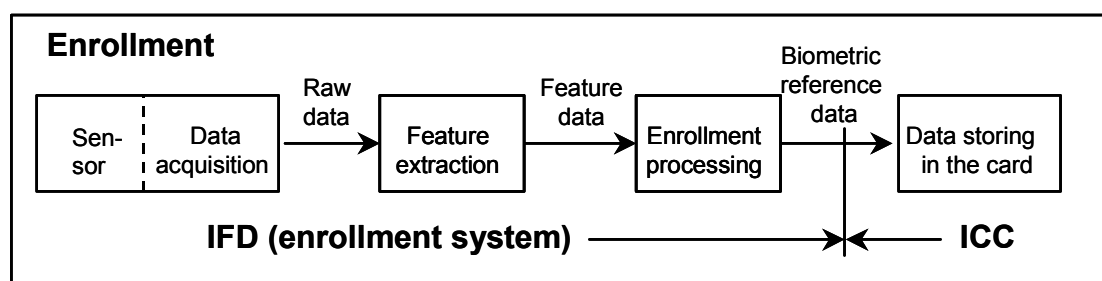 Enrollment
Sen-
sor
Data
acquisition
Raw
data
Feature
extraction
Feature
data
Enrollment
processing
Biometric
reference
data
Data storing
in the card
IFD (enrollment system)
ICC